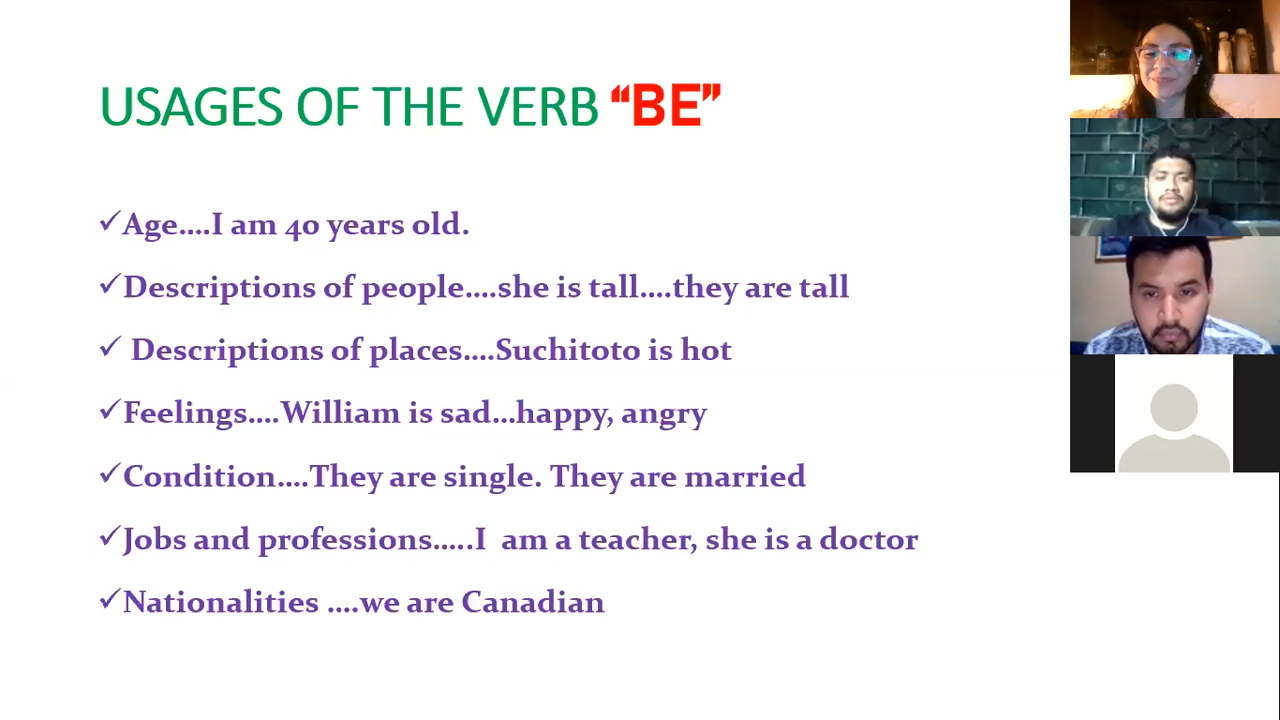 USAGES OF THE VERB “BE”
✓Age....I am 40 years old.
✓Descriptions of people....she is tall....they are tall
✓ Descriptions of places....Suchitoto is hot
✓Feelings....William is sad...happy, angry
✓Condition....They are single. They are married
✓Jobs and professions.....I  am a teacher, she is a doctor
✓Nationalities ....we are Canadian